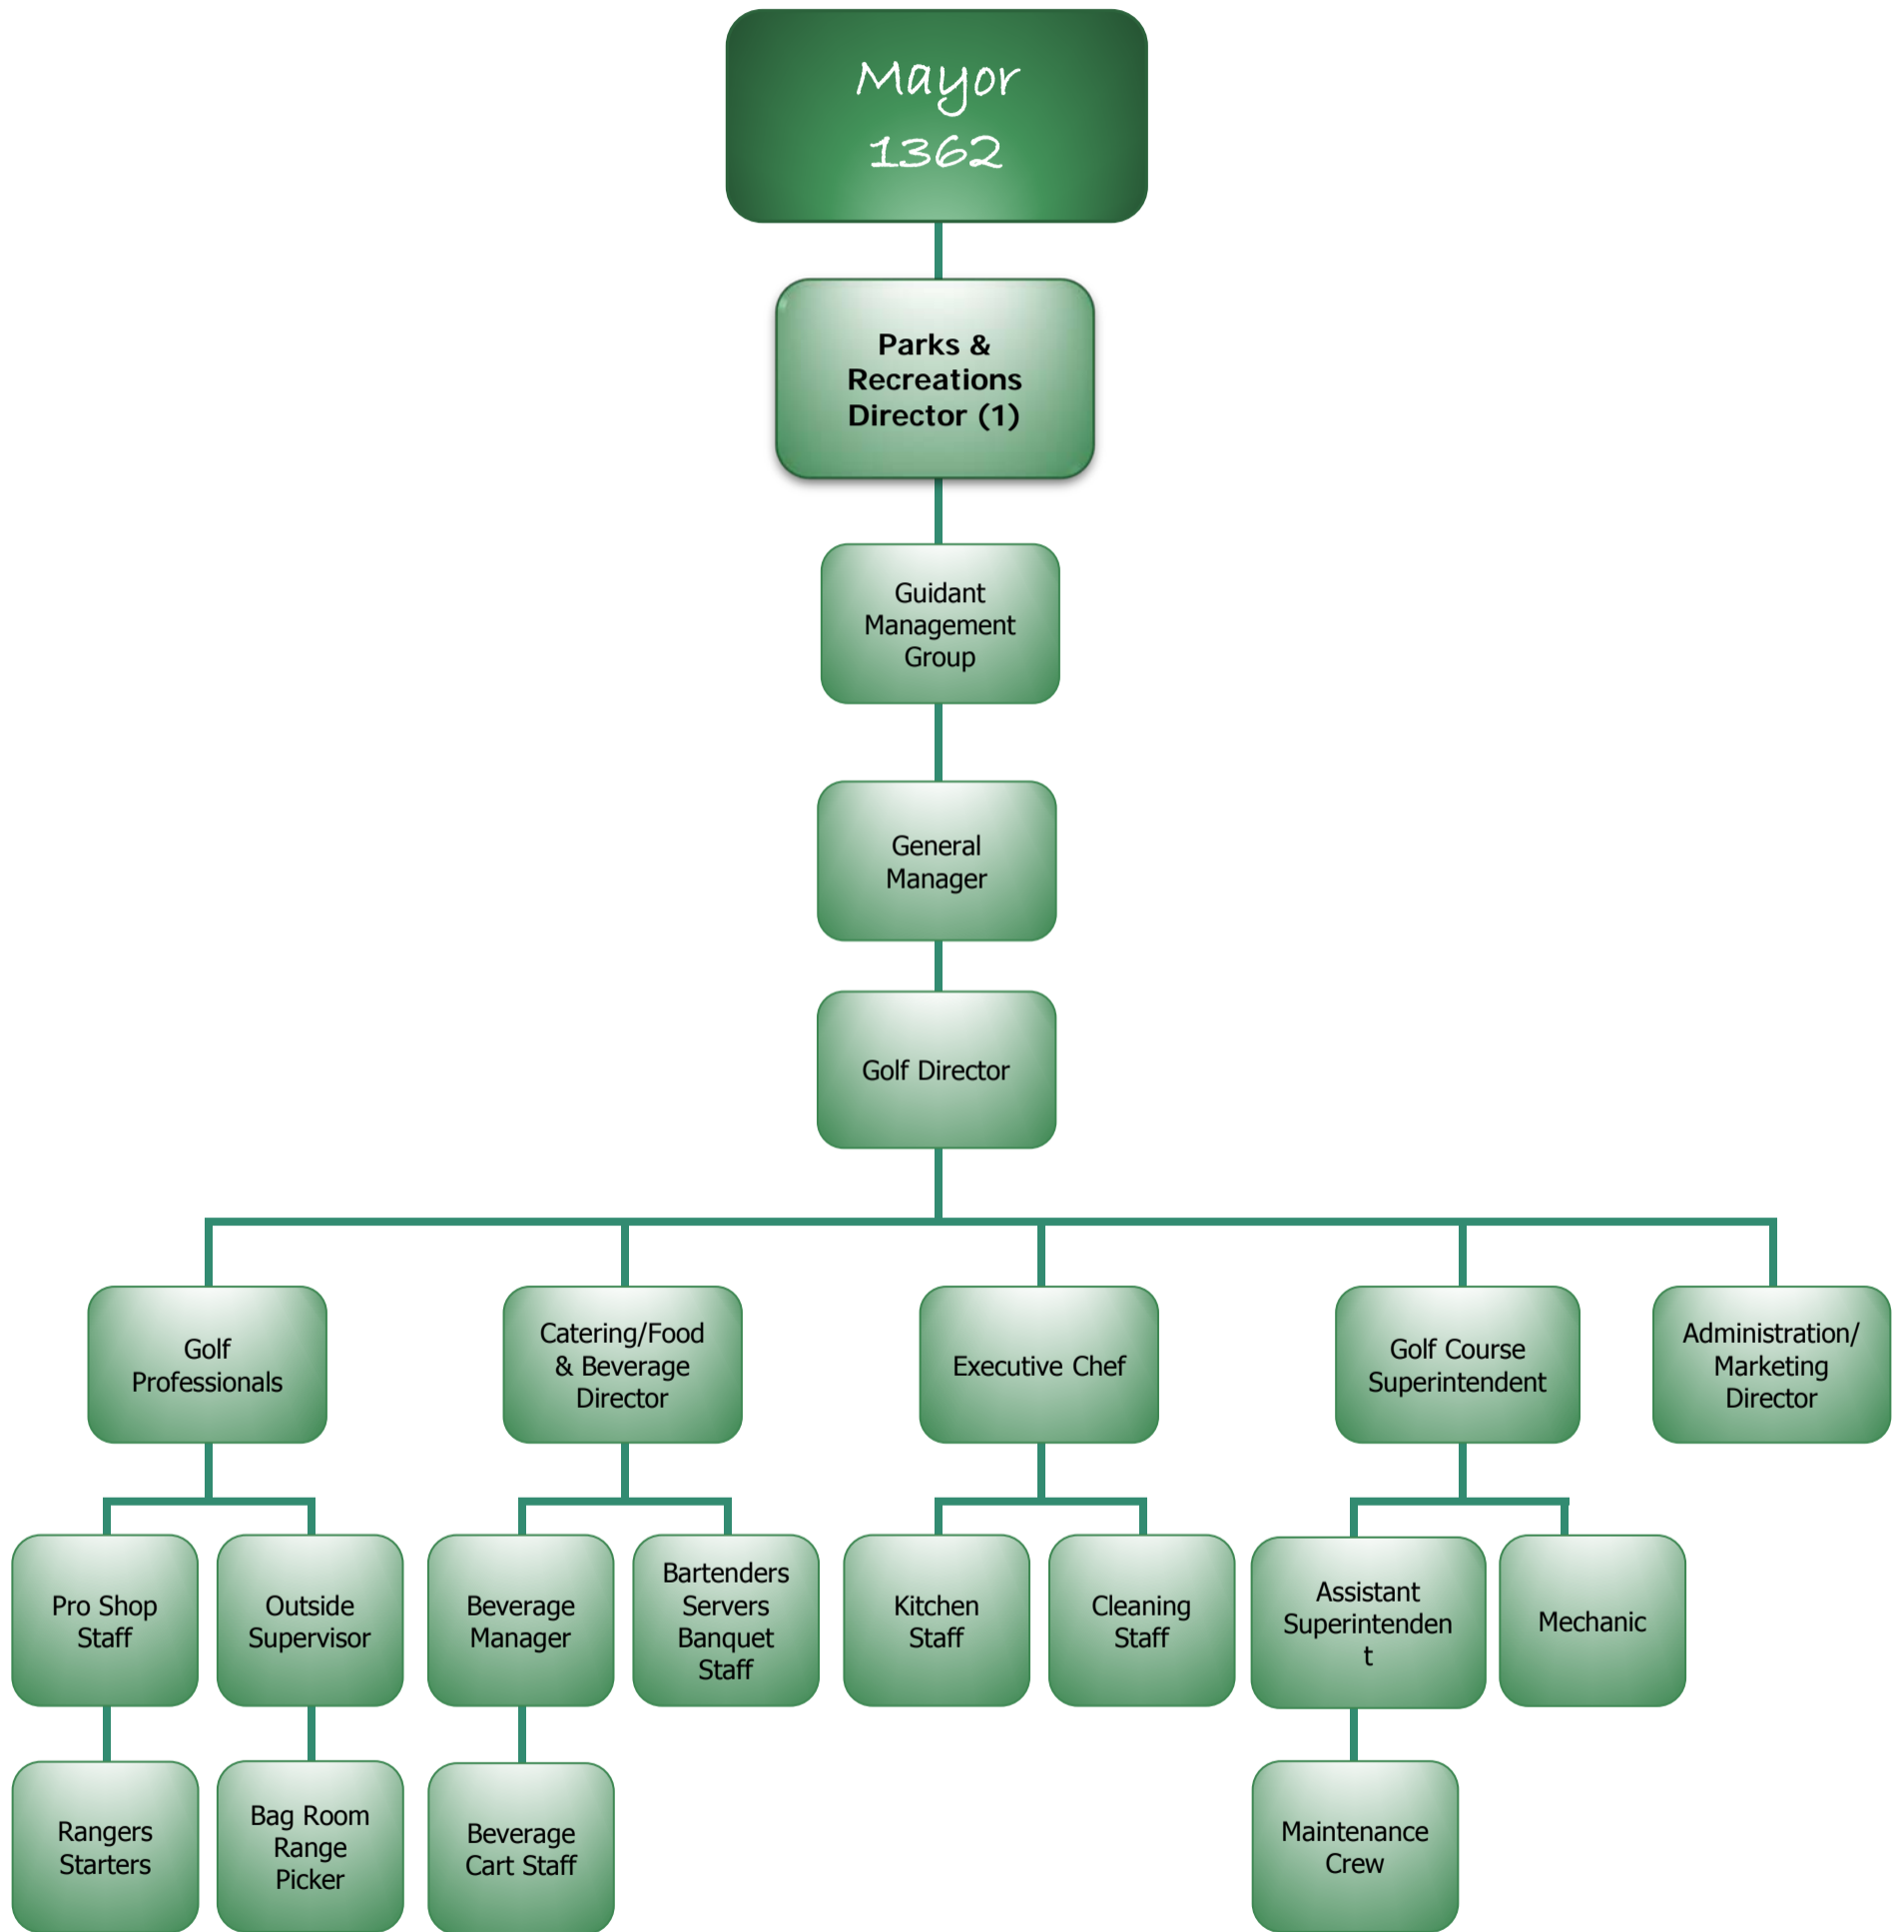 Mayor
1362
Parks &
Recreations
Director (1)
Guidant
Management
Group
General
Manager
Golf Director
Golf
Professionals
Catering/Food
& Beverage
Director
Executive Chef
Golf Course
Superintendent
Administration/
Marketing
Director
Pro Shop
Staff
Outside
Supervisor
Beverage
Manager
Bartenders
Servers
Banquet
Staff
Kitchen
Staff
Cleaning
Staff
Assistant
Superintenden
t
Mechanic
Rangers
Starters
Bag Room
Range
Picker
Beverage
Cart Staff
Maintenance
Crew